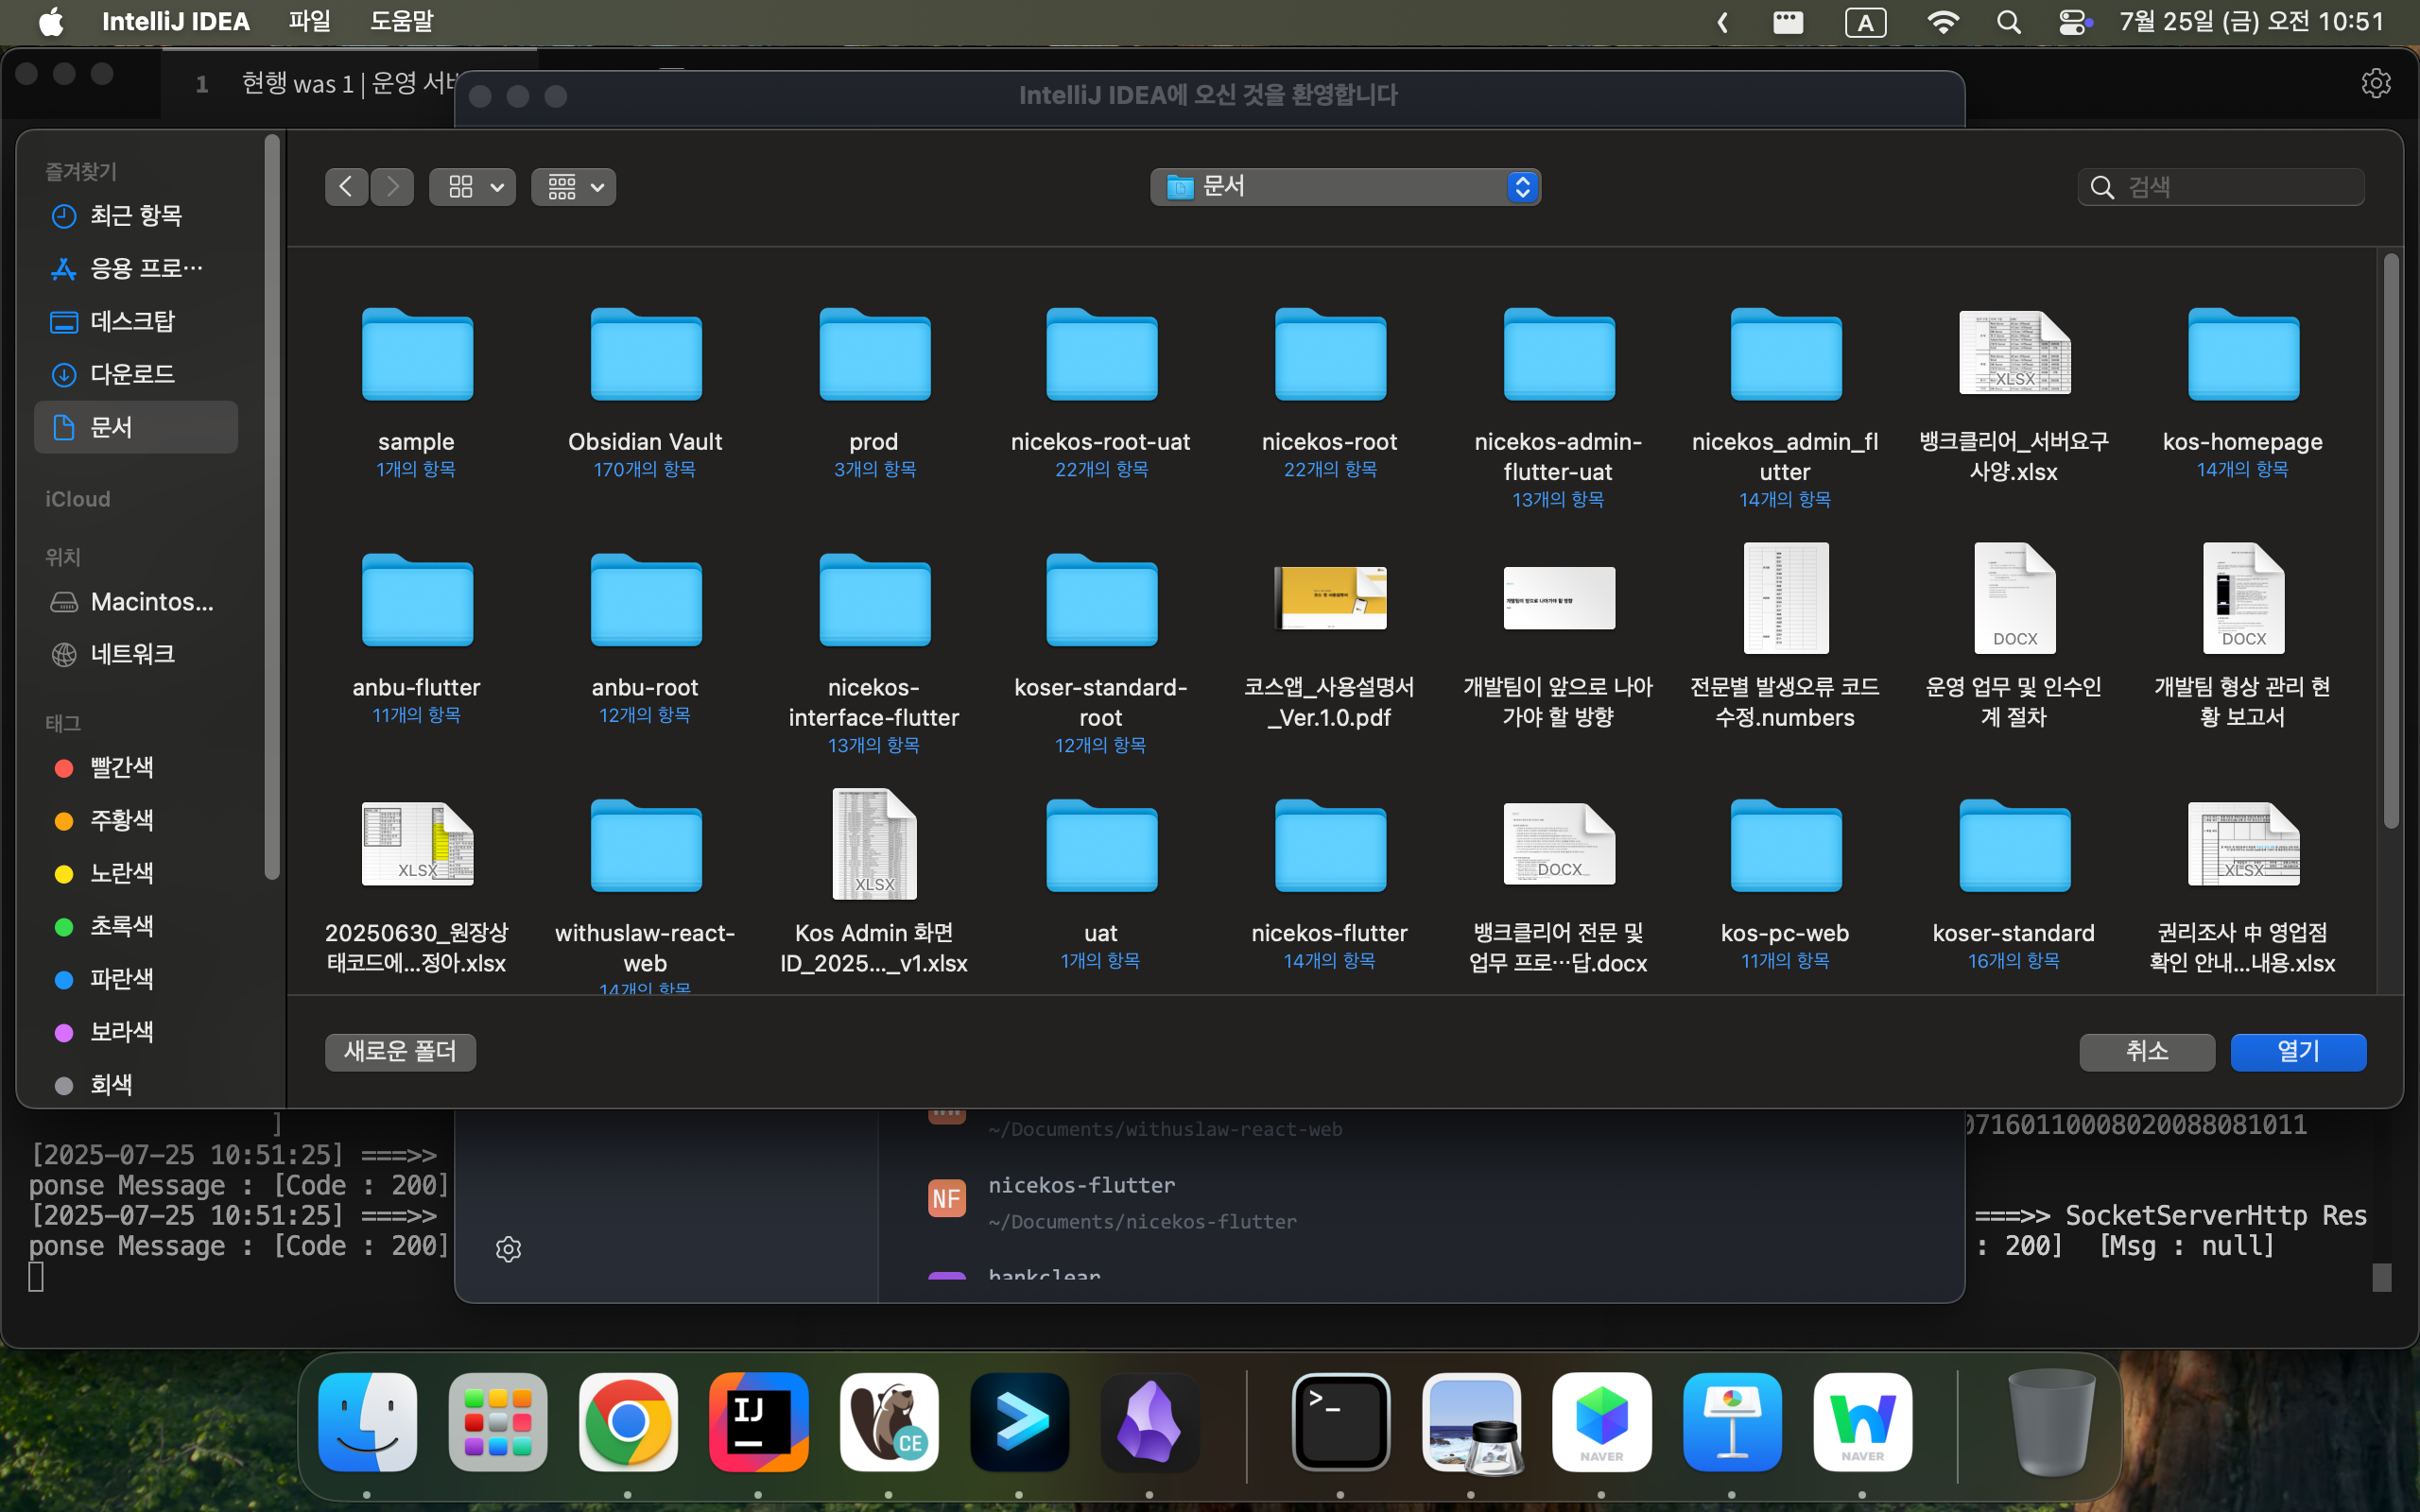 IntelliJ IDEA 파일 도움말
A 7월 25일 (금) 오전 10:51
1 현행 was 1 | 운영 서버
IntelliJ IDEA에 오신 것을 환영합니다
즐겨찾기
최근 항목
응용 프로…
데스크탑
다운로드
문서
iCloud
위치
Macintos...
네트워크
태그
빨간색
주황색
노란색
초록색
파란색
보라색
회색
문서
검색
sample
1개의 항목
Obsidian Vault
170개의 항목
prod
3개의 항목
nicekos-root-uat
22개의 항목
nicekos-root
22개의 항목
nicekos-admin-
flutter-uat
13개의 항목
nicekos_admin_fl
utter
14개의 항목
XLSX
뱅크클리어_서버요구
사양.xlsx
kos-homepage
14개의 항목
anbu-flutter
11개의 항목
anbu-root
12개의 항목
nicekos-
interface-flutter
13개의 항목
koser-standard-
root
12개의 항목
코스앱_사용설명서
_Ver.1.0.pdf
개발팀이 앞으로 나아가야 할 방향
개발팀이 앞으로 나아
가야 할 방향
전문별 발생오류 코드
수정.numbers
DOCX
운영 업무 및 인수인
계 절차
DOCX
개발팀 형상 관리 현
황 보고서
XLSX
20250630_원장상
태코드에...정아.xlsx
withuslaw-react-
web
14개의 항목
XLSX
Kos Admin 화면
ID_2025..._v1.xlsx
uat
1개의 항목
nicekos-flutter
14개의 항목
DOCX
뱅크클리어 전문 및
업무 프로…답.docx
kos-pc-web
11개의 항목
koser-standard
16개의 항목
XLSX
권리조사 中 영업점
확인 안내...내용.xlsx
새로운 폴더
취소
열기
]
[2025-07-25 10:51:25] ===>>
ponse Message : [Code : 200]
[2025-07-25 10:51:25] ===>>
ponse Message : [Code : 200]
~/Documents/withuslaw-react-web
NF
nicekos-flutter
~/Documents/nicekos-flutter
bankclear
071601100080200880810​11
===>> SocketServerHttp Res
: 200] [Msg : null]
IJ
CE
>_
NAVER
NAVER